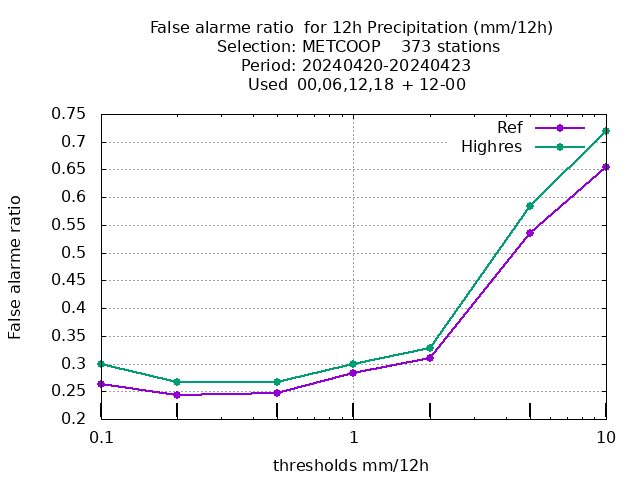 False alarme ratio  for 12h Precipitation (mm/12h)
Selection: METCOOP    373 stations
Period: 20240420-20240423
Used  00,06,12,18 + 12-00
0.75
0.7
0.65
0.6
0.55
0.5
0.45
0.4
0.35
0.3
0.25
0.2
Ref
Highres
False alarme ratio
0.1
1
10
thresholds mm/12h